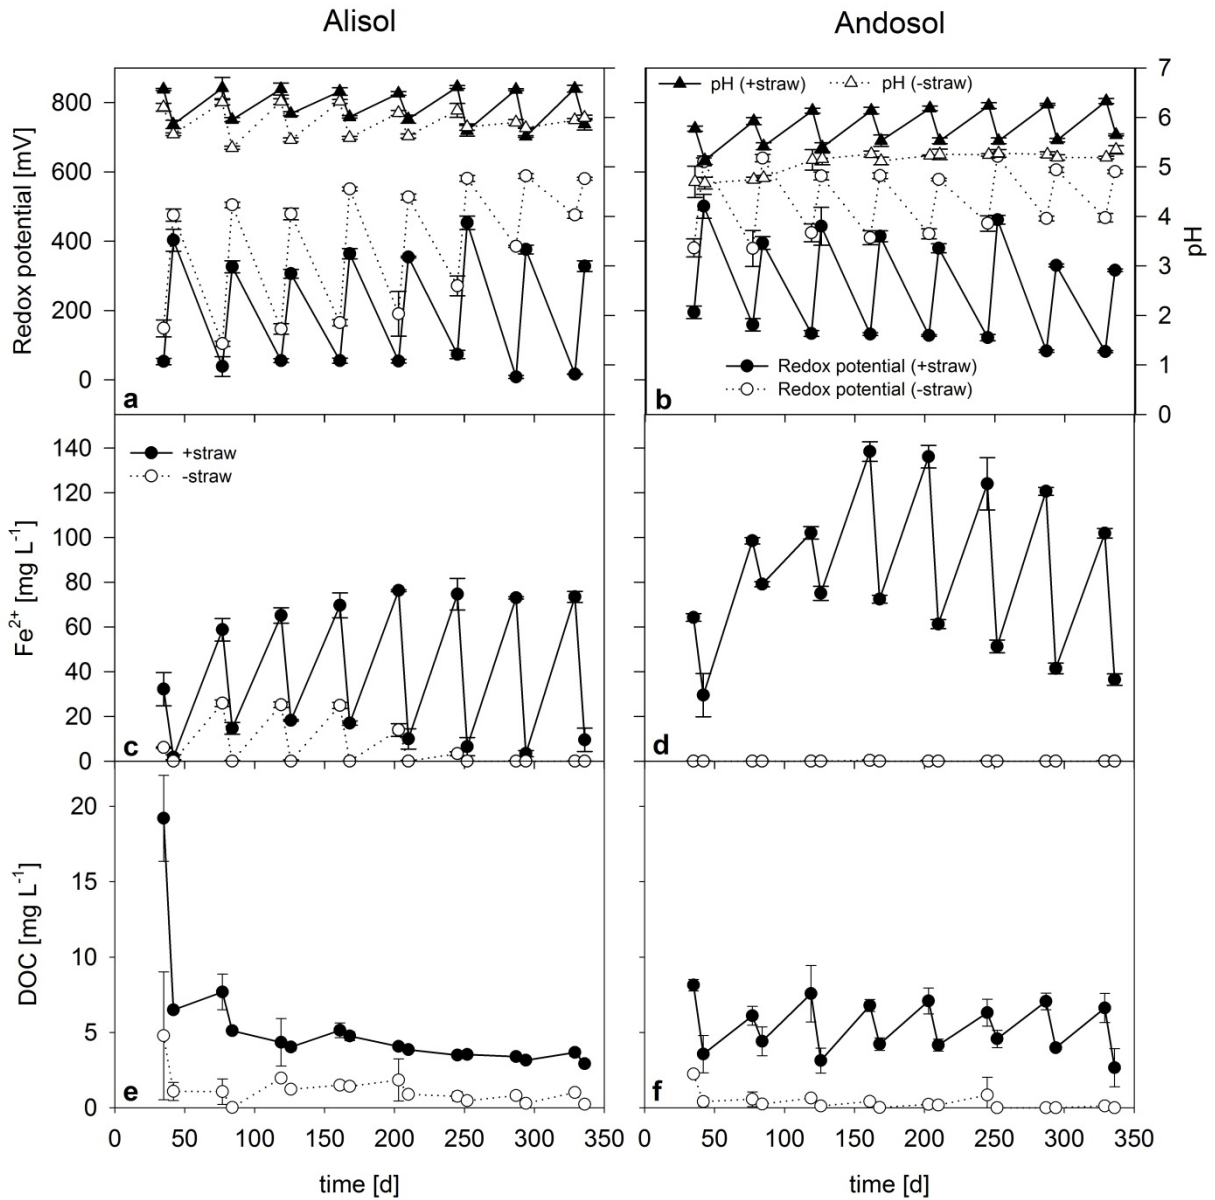 Alisol
Andosol
800
600
400
200
0
Redox potential [mV]
a
pH (+straw)
pH (-straw)
Redox potential (+straw)
Redox potential (-straw)
b
7
6
5
4
3
2
1
0
pH
140
120
100
80
60
40
20
0
Fe²⁺ [mg L⁻¹]
+straw
-straw
c
d
20
15
10
5
0
DOC [mg L⁻¹]
e
f
0 50 100 150 200 250 300 350
0 50 100 150 200 250 300 350
time [d]
time [d]